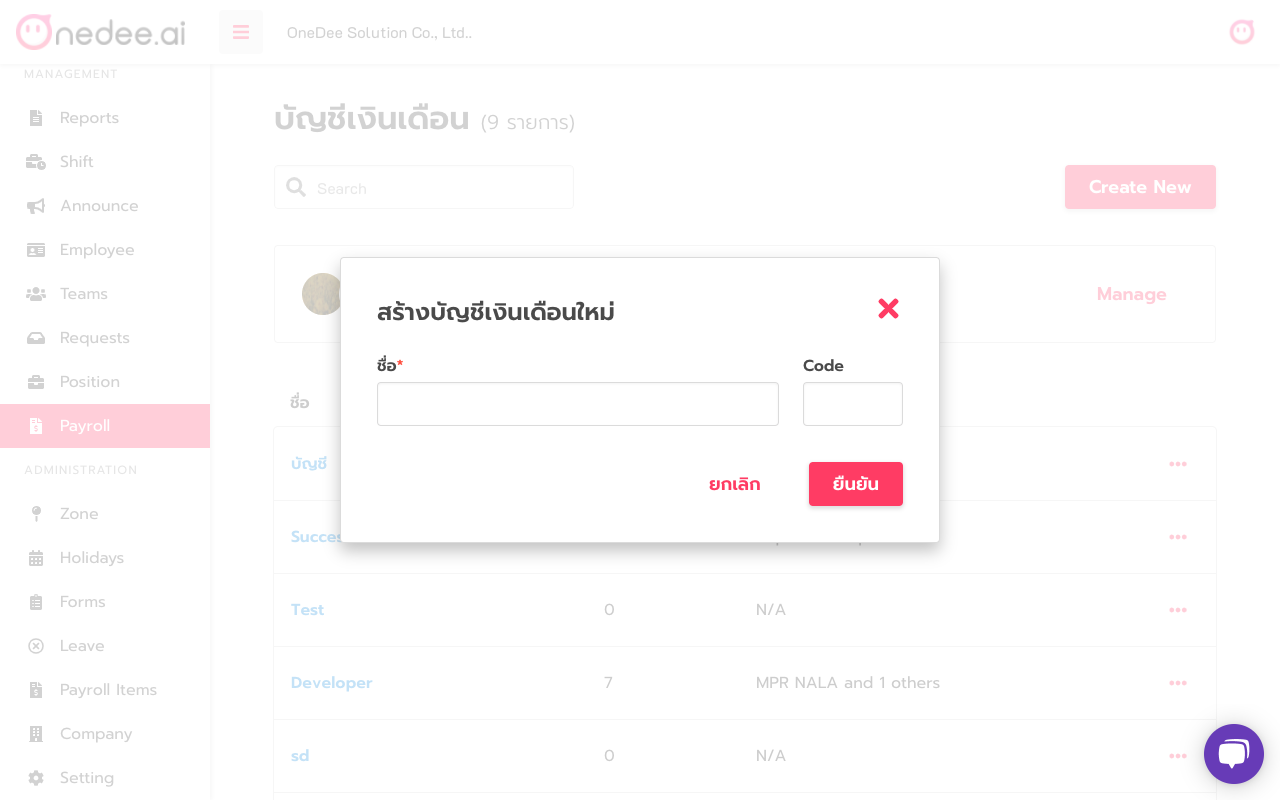 nedee.ai
OneDee Solution Co., Ltd..
MANAGEMENT
Reports
Shift
Announce
Employee
Teams
Requests
Position
Payroll
ADMINISTRATION
Zone
Holidays
Forms
Leave
Payroll Items
Company
Setting
บัญชีเงินเดือน (9 รายการ)
Search
Create New
Manage
สร้างบัญชีเงินเดือนใหม่
ชื่อ*
Code
ยกเลิก
ยืนยัน
ชื่อ
บัญชี
Succes
Test 0 N/A
Developer 7 MPR NALA and 1 others
sd 0 N/A